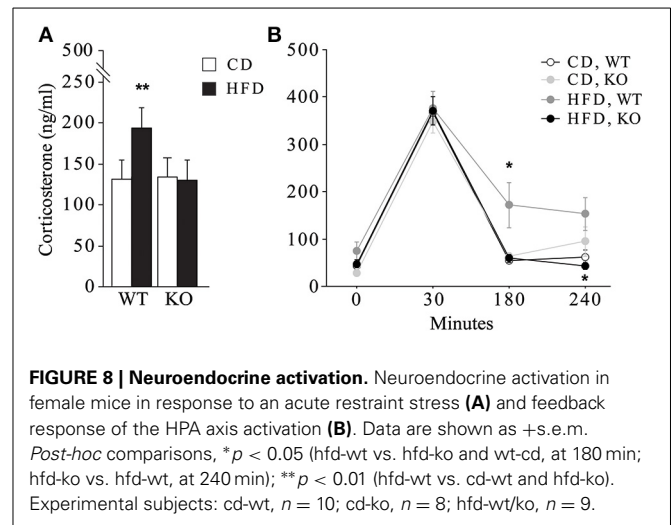 A
B
500
250
200
150
100
50
0
Corticosterone (ng/ml)
**
CD
HFD
WT KO
500
400
300
200
100
0
CD, WT
CD, KO
HFD, WT
HFD, KO
*
*
0 30 180 240
Minutes
FIGURE 8 | Neuroendocrine activation. Neuroendocrine activation in
female mice in response to an acute restraint stress (A) and feedback
response of the HPA axis activation (B). Data are shown as +s.e.m.
Post-hoc comparisons, *p < 0.05 (hfd-wt vs. hfd-ko and wt-cd, at 180 min;
hfd-ko vs. hfd-wt, at 240 min); **p < 0.01 (hfd-wt vs. cd-wt and hfd-ko).
Experimental subjects: cd-wt, n = 10; cd-ko, n = 8; hfd-wt/ko, n = 9.